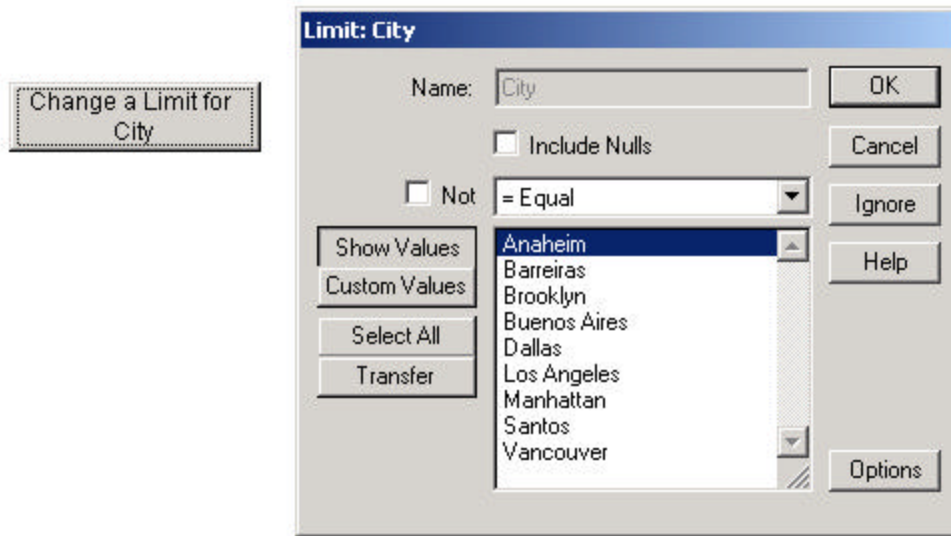 Limit: City
Change a Limit for
City
Name:
City
OK
Include Nulls
Cancel
Not
= Equal
Ignore
Show Values
Custom Values
Select All
Transfer
Anaheim
Barreiras
Brooklyn
Buenos Aires
Dallas
Los Angeles
Manhattan
Santos
Vancouver
Help
Options